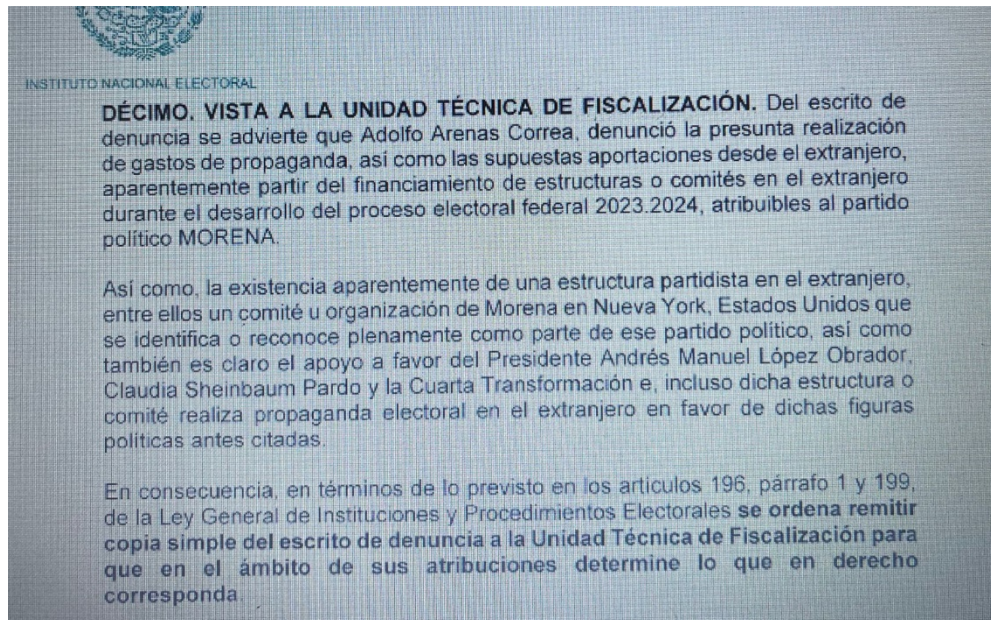 INSTITUTO NACIONAL ELECTORAL
DÉCIMO. VISTA A LA UNIDAD TÉCNICA DE FISCALIZACIÓN. Del escrito de
denuncia se advierte que Adolfo Arenas Correa, denunció la presunta realización
de gastos de propaganda, así como las supuestas aportaciones desde el extranjero,
aparentemente partir del financiamiento de estructuras o comités en el extranjero
durante el desarrollo del proceso electoral federal 2023.2024, atribuibles al partido
político MORENA.
Así como, la existencia aparentemente de una estructura partidista en el extranjero,
entre ellos un comité u organización de Morena en Nueva York, Estados Unidos que
se identifica o reconoce plenamente como parte de ese partido político, así como
también es claro el apoyo a favor del Presidente Andrés Manuel López Obrador,
Claudia Sheinbaum Pardo y la Cuarta Transformación e, incluso dicha estructura o
comité realiza propaganda electoral en el extranjero en favor de dichas figuras
políticas antes citadas.
En consecuencia, en términos de lo previsto en los artículos 196, párrafo 1 y 199,
de la Ley General de Instituciones y Procedimientos Electorales se ordena remitir
copia simple del escrito de denuncia a la Unidad Técnica de Fiscalización para
que en el ámbito de sus atribuciones determine lo que en derecho
corresponda.